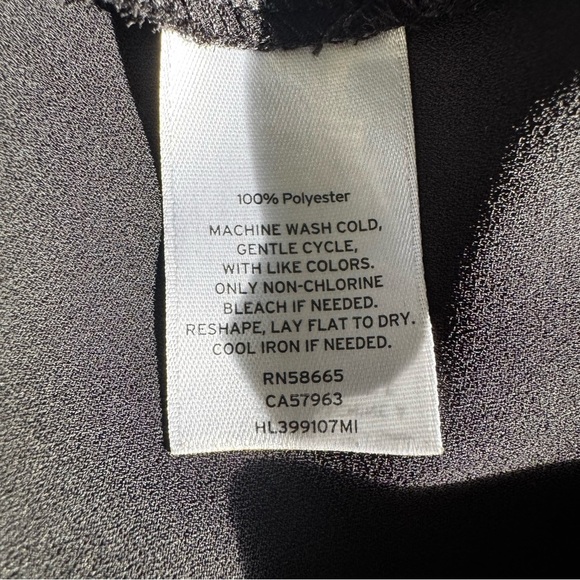 100% Polyester
MACHINE WASH COLD,
GENTLE CYCLE,
WITH LIKE COLORS.
ONLY NON-CHLORINE
BLEACH IF NEEDED.
RESHAPE, LAY FLAT TO DRY.
COOL IRON IF NEEDED.
RN58665
CA57963
HL399107MI